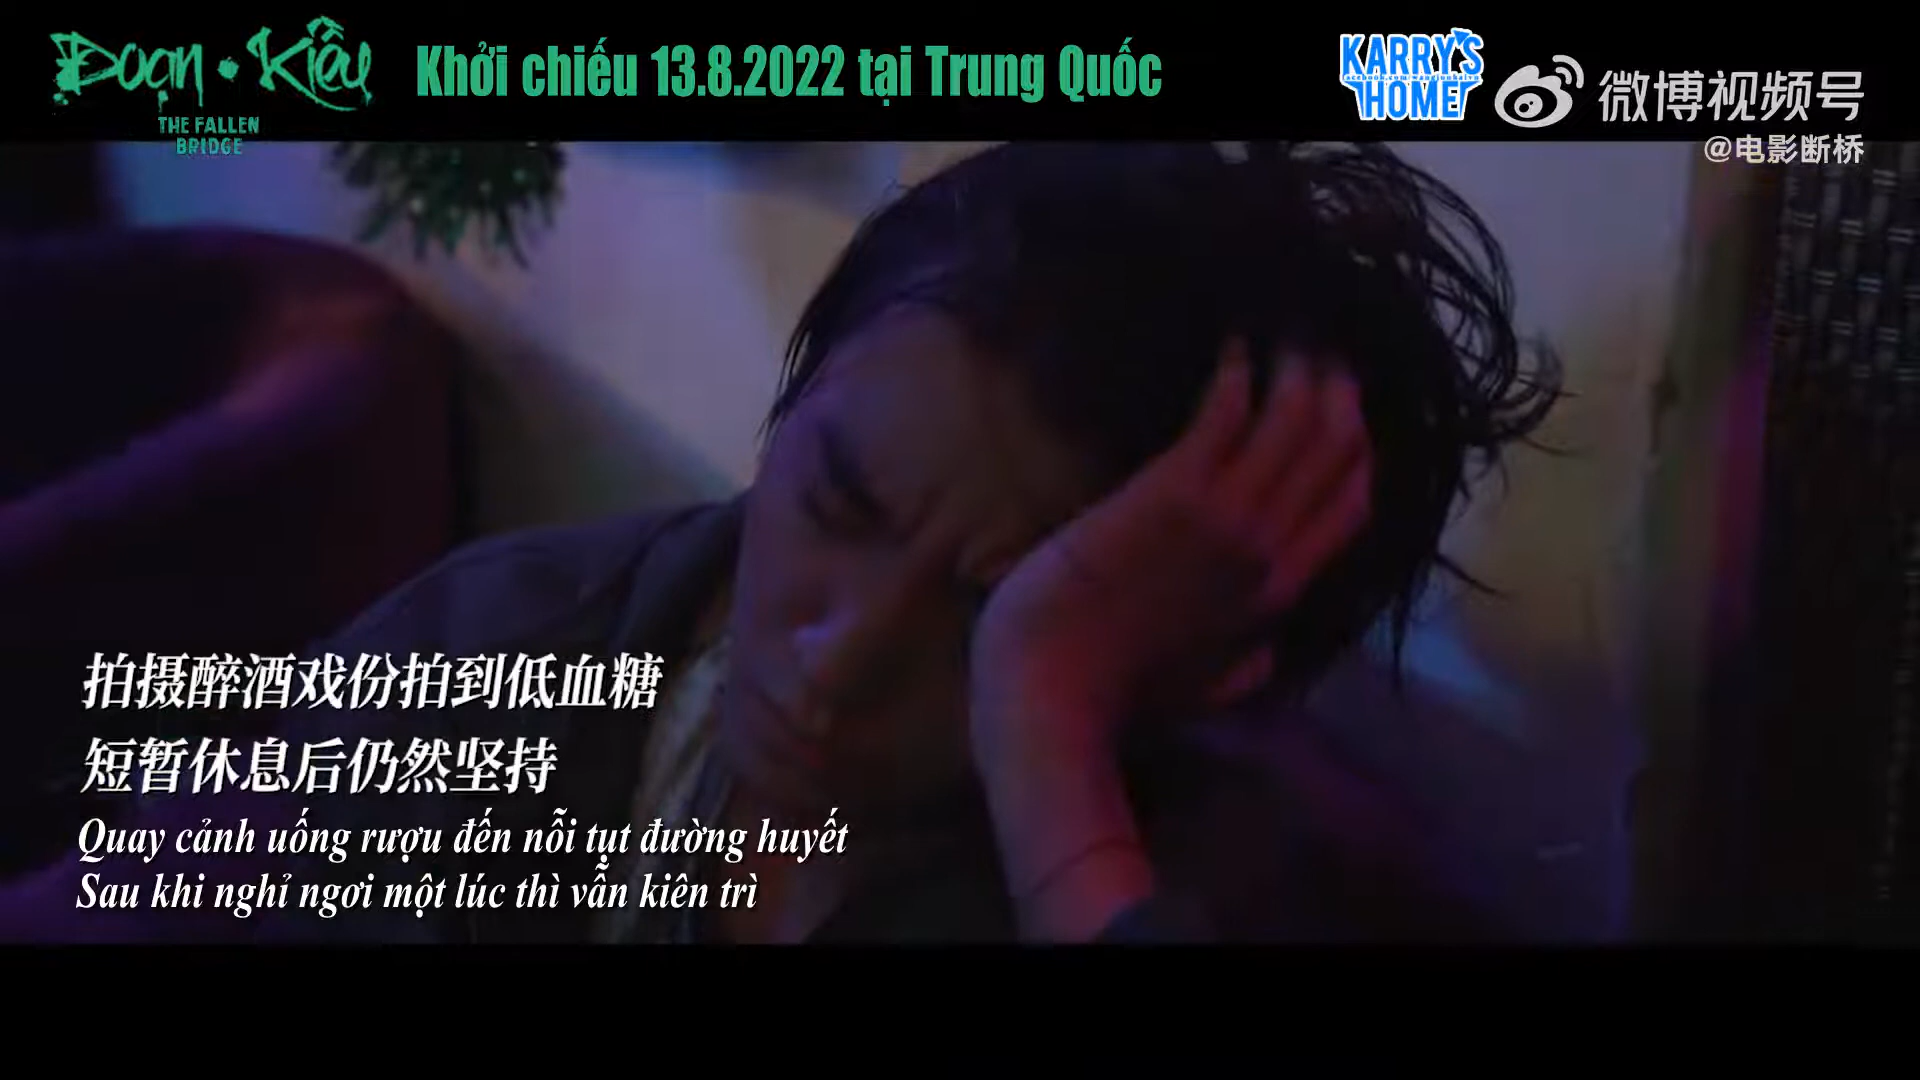 Đoạn • Kiều
THE FALLEN
BRIDGE
Khởi chiếu 13.8.2022 tại Trung Quốc
KARRY'S
facebook.com/wangjunkaivn
HOME
微博视频号
@电影断桥
拍摄醉酒戏份拍到低血糖
短暂休息后仍然坚持
Quay cảnh uống rượu đến nỗi tụt đường huyết
Sau khi nghỉ ngơi một lúc thì vẫn kiên trì